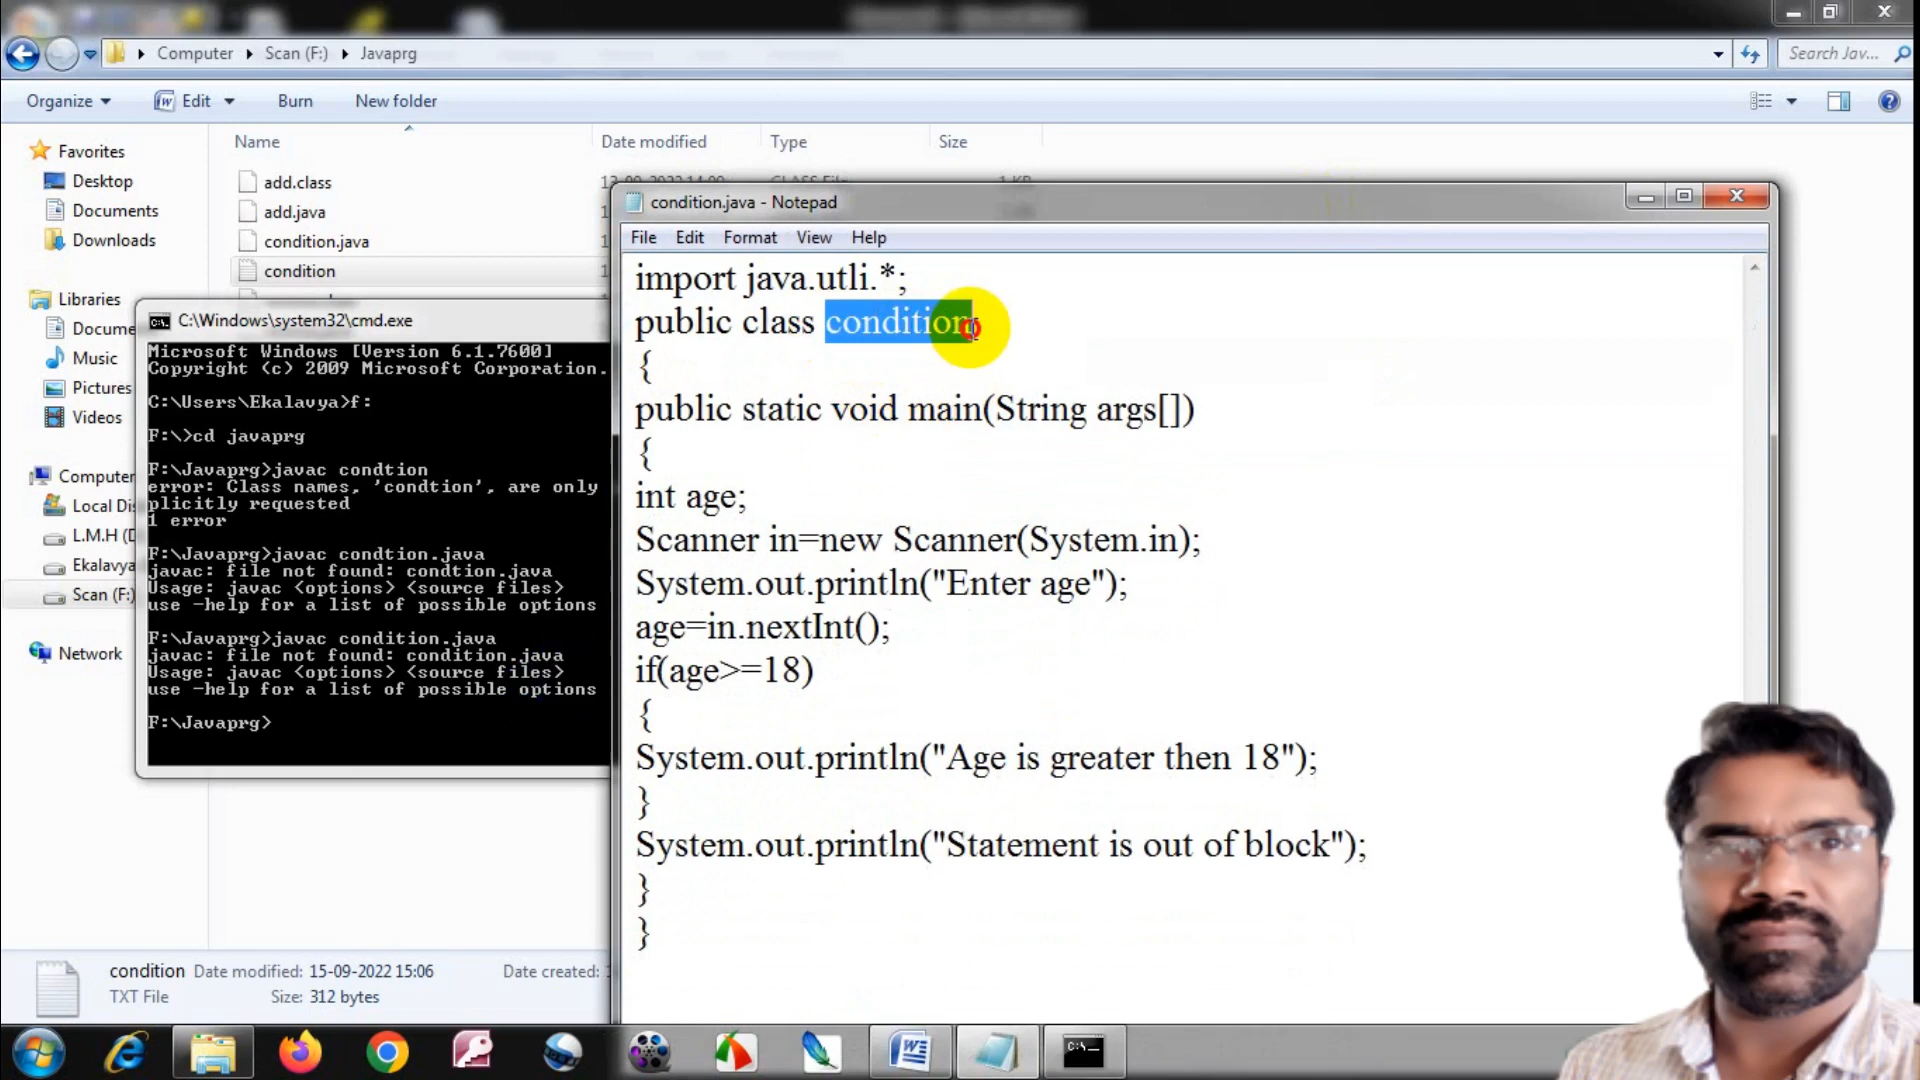 Computer
Scan (F:)
Javaprg
Search Jav...
Organize
Edit
Burn
New folder
Name
Date modified
Type
Size
Favorites
Desktop
Documents
Downloads
Libraries
Docume
Music
Pictures
Videos
Computer
Local Dis
L.M.H (D
Ekalavya
Scan (F:)
Network
add.class
add.java
condition.java
condition
C:\Windows\system32\cmd.exe
Microsoft Windows [Version 6.1.7600]
Copyright (c) 2009 Microsoft Corporation.
C:\Users\Ekalavya>f:
F:\>cd javaprg
F:\Javaprg>javac condtion
error: Class names, 'condtion', are only
plicitly requested
1 error
F:\Javaprg>javac condtion.java
javac: file not found: condtion.java
Usage: javac <options> <source files>
use -help for a list of possible options
F:\Javaprg>javac condition.java
javac: file not found: condition.java
Usage: javac <options> <source files>
use -help for a list of possible options
F:\Javaprg>
condition.java - Notepad
File Edit Format View Help
import java.utli.*;
public class condition
{
public static void main(String args[])
{
int age;
Scanner in=new Scanner(System.in);
System.out.println("Enter age");
age=in.nextInt();
if(age>=18)
{
System.out.println("Age is greater then 18");
}
System.out.println("Statement is out of block");
}
}
condition Date modified: 15-09-2022 15:06 Date created:
TXT File Size: 312 bytes